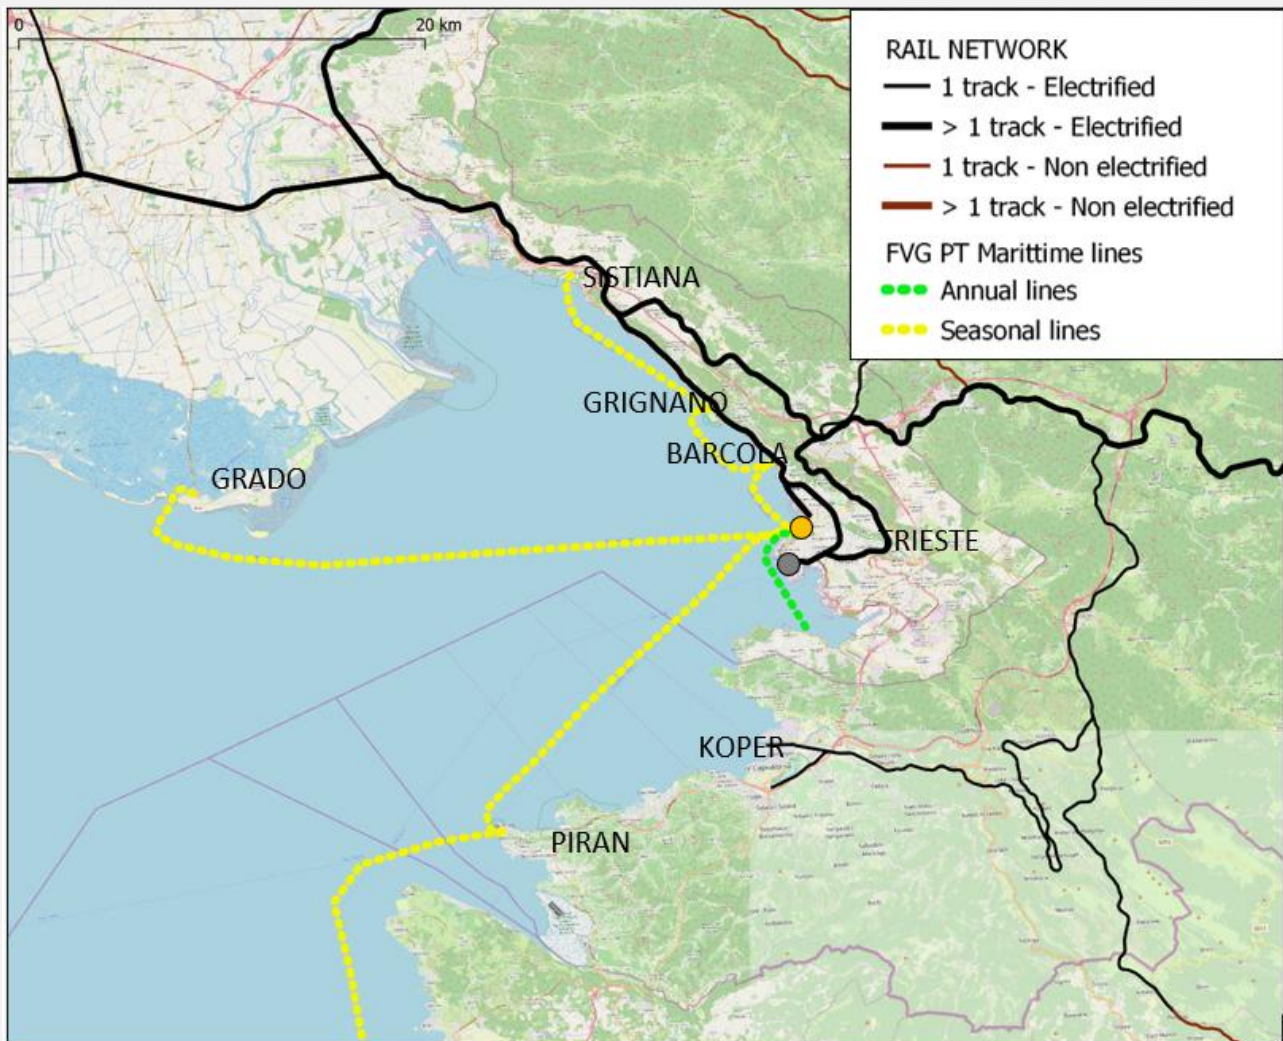 0
20 km
RAIL NETWORK
1 track - Electrified
> 1 track - Electrified
1 track - Non electrified
> 1 track - Non electrified
FVG PT Marittime lines
Annual lines
Seasonal lines
SISTIANA
GRIGNANO
BARCOLA
GRADO
TRIESTE
KOPER
PIRAN